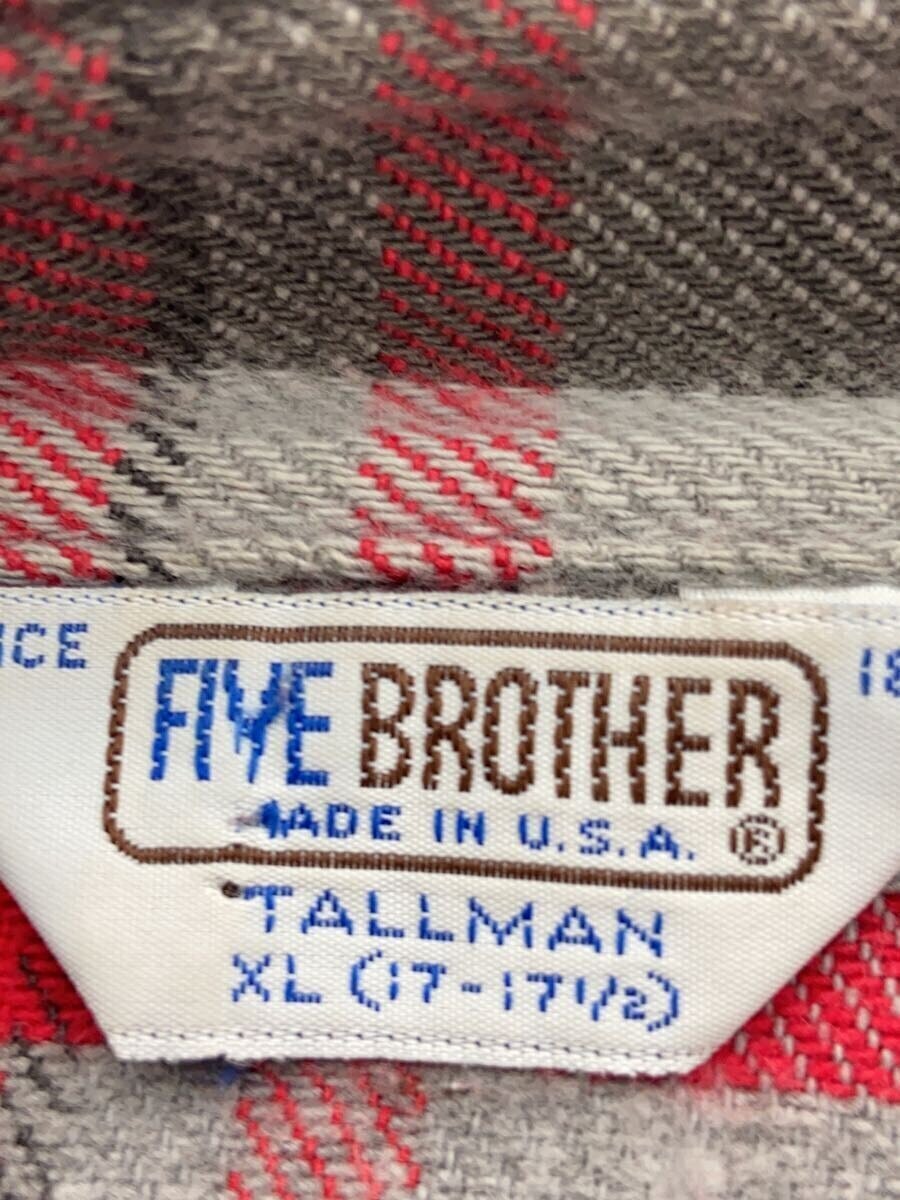 FIVE BROTHER
MADE IN U.S.A. ®
TALLMAN
XL (17-17½)